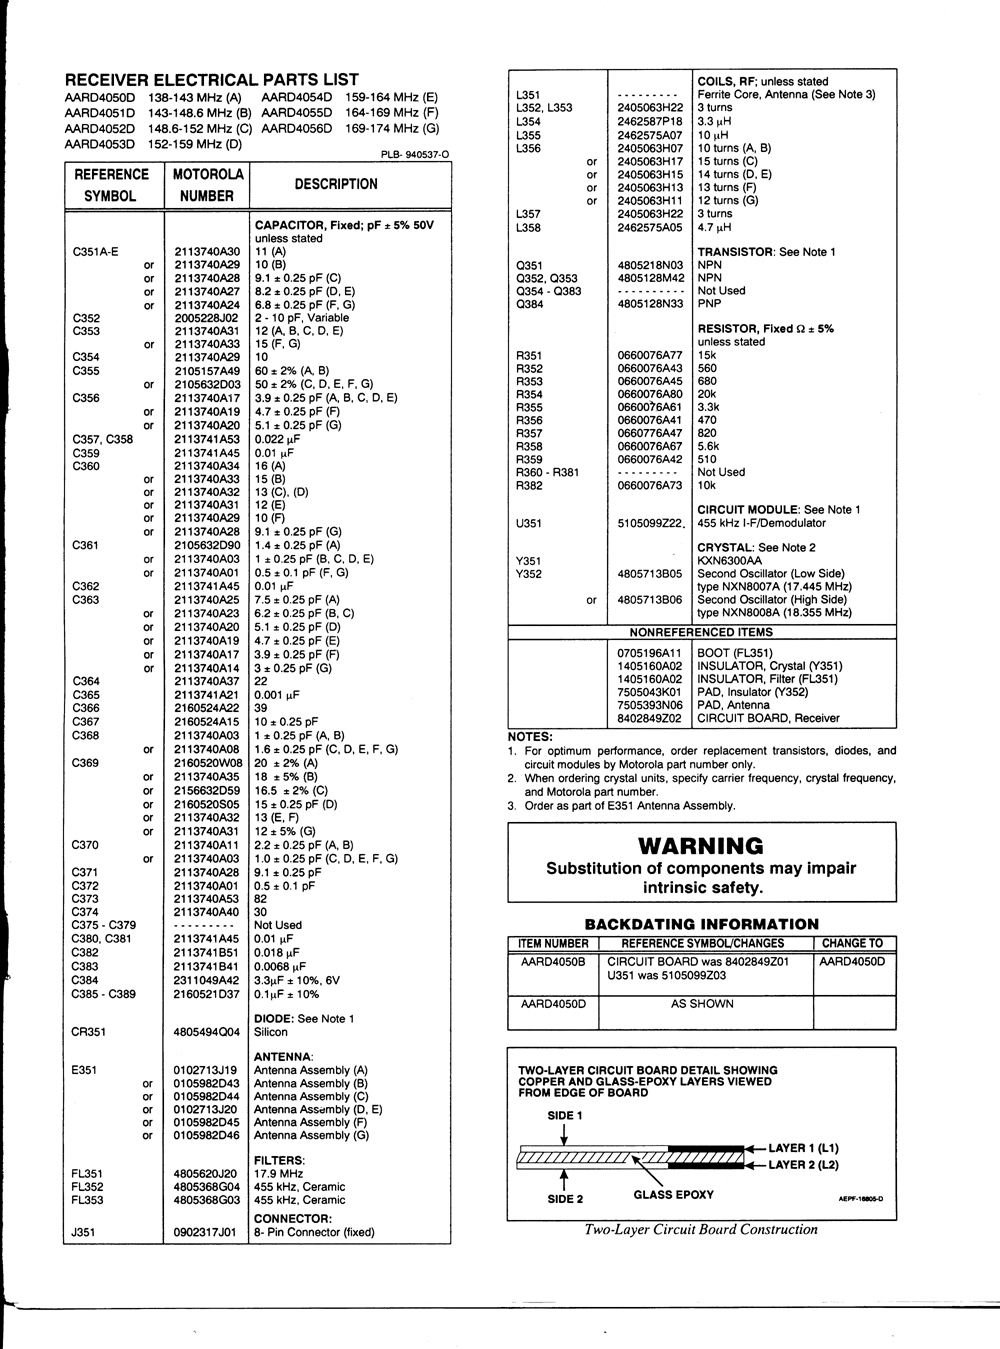 RECEIVER ELECTRICAL PARTS LIST
AARD4050D 138-143 MHz (A) AARD4054D 159-164 MHz (E)
AARD4051D 143-148.6 MHz (B) AARD4055D 164-169 MHz (F)
AARD4052D 148.6-152 MHz (C) AARD4056D 169-174 MHz (G)
AARD4053D 152-159 MHz (D)
PLB- 940537-O
REFERENCE SYMBOL MOTOROLA NUMBER DESCRIPTION
CAPACITOR, Fixed; pF ± 5% 50V
unless stated
C351A-E 2113740A30 11 (A)
or 2113740A29 10 (B)
or 2113740A28 9.1 ± 0.25 pF (C)
or 2113740A27 8.2 ± 0.25 pF (D, E)
or 2113740A24 6.8 ± 0.25 pF (F, G)
C352 2005228J02 2 - 10 pF, Variable
C353 2113740A31 12 (A, B, C, D, E)
or 2113740A33 15 (F, G)
C354 2113740A29 10
C355 2105157A49 60 ± 2% (A, B)
or 2105632D03 50 ± 2% (C, D, E, F, G)
C356 2113740A17 3.9 ± 0.25 pF (A, B, C, D, E)
or 2113740A19 4.7 ± 0.25 pF (F)
or 2113740A20 5.1 ± 0.25 pF (G)
C357, C358 2113741A53 0.022 µF
C359 2113741A45 0.01 µF
C360 2113740A34 16 (A)
or 2113740A33 15 (B)
or 2113740A32 13 (C), (D)
or 2113740A31 12 (E)
or 2113740A29 10 (F)
or 2113740A28 9.1 ± 0.25 pF (G)
C361 2105632D90 1.4 ± 0.25 pF (A)
or 2113740A03 1 ± 0.25 pF (B, C, D, E)
or 2113740A01 0.5 ± 0.1 pF (F, G)
C362 2113741A45 0.01 µF
C363 2113740A25 7.5 ± 0.25 pF (A)
or 2113740A23 6.2 ± 0.25 pF (B, C)
or 2113740A20 5.1 ± 0.25 pF (D)
or 2113740A19 4.7 ± 0.25 pF (E)
or 2113740A17 3.9 ± 0.25 pF (F)
or 2113740A14 3 ± 0.25 pF (G)
C364 2113740A37 22
C365 2113741A21 0.001 µF
C366 2160524A22 39
C367 2160524A15 10 ± 0.25 pF
C368 2113740A03 1 ± 0.25 pF (A, B)
or 2113740A08 1.6 ± 0.25 pF (C, D, E, F, G)
C369 2160520W08 20 ± 2% (A)
or 2113740A35 18 ± 5% (B)
or 2156632D59 16.5 ± 2% (C)
or 2160520S05 15 ± 0.25 pF (D)
or 2113740A32 13 (E, F)
or 2113740A31 12 ± 5% (G)
C370 2113740A11 2.2 ± 0.25 pF (A, B)
or 2113740A03 1.0 ± 0.25 pF (C, D, E, F, G)
C371 2113740A28 9.1 ± 0.25 pF
C372 2113740A01 0.5 ± 0.1 pF
C373 2113740A53 82
C374 2113740A40 30
C375 - C379 - - - - - - - - - Not Used
C380, C381 2113741A45 0.01 µF
C382 2113741B51 0.018 µF
C383 2113741B41 0.0068 µF
C384 2311049A42 3.3µF ± 10%, 6V
C385 - C389 2160521D37 0.1µF ± 10%
DIODE: See Note 1
CR351 4805494Q04 Silicon
ANTENNA:
E351 0102713J19 Antenna Assembly (A)
or 0105982D43 Antenna Assembly (B)
or 0105982D44 Antenna Assembly (C)
or 0102713J20 Antenna Assembly (D, E)
or 0105982D45 Antenna Assembly (F)
or 0105982D46 Antenna Assembly (G)
FILTERS:
FL351 4805620J20 17.9 MHz
FL352 4805368G04 455 kHz, Ceramic
FL353 4805368G03 455 kHz, Ceramic
CONNECTOR:
J351 0902317J01 8- Pin Connector (fixed)
COILS, RF; unless stated
L351 - - - - - - - - - Ferrite Core, Antenna (See Note 3)
L352, L353 2405063H22 3 turns
L354 2462587P18 3.3 µH
L355 2462575A07 10 µH
L356 2405063H07 10 turns (A, B)
or 2405063H17 15 turns (C)
or 2405063H15 14 turns (D, E)
or 2405063H13 13 turns (F)
or 2405063H11 12 turns (G)
L357 2405063H22 3 turns
L358 2462575A05 4.7 µH
TRANSISTOR: See Note 1
Q351 4805218N03 NPN
Q352, Q353 4805128M42 NPN
Q354 - Q383 - - - - - - - - - - Not Used
Q384 4805128N33 PNP
RESISTOR, Fixed Ω ± 5%
unless stated
R351 0660076A77 15k
R352 0660076A43 560
R353 0660076A45 680
R354 0660076A80 20k
R355 0660076A61 3.3k
R356 0660076A41 470
R357 0660776A47 820
R358 0660076A67 5.6k
R359 0660076A42 510
R360 - R381 - - - - - - - - - Not Used
R382 0660076A73 10k
CIRCUIT MODULE: See Note 1
U351 5105099Z22. 455 kHz I-F/Demodulator
CRYSTAL: See Note 2
Y351 KXN6300AA
Y352 4805713B05 Second Oscillator (Low Side)
type NXN8007A (17.445 MHz)
or 4805713B06 Second Oscillator (High Side)
type NXN8008A (18.355 MHz)
NONREFERENCED ITEMS
0705196A11 BOOT (FL351)
1405160A02 INSULATOR, Crystal (Y351)
1405160A02 INSULATOR, Filter (FL351)
7505043K01 PAD, Insulator (Y352)
7505393N06 PAD, Antenna
8402849Z02 CIRCUIT BOARD, Receiver
NOTES:
1. For optimum performance, order replacement transistors, diodes, and
circuit modules by Motorola part number only.
2. When ordering crystal units, specify carrier frequency, crystal frequency,
and Motorola part number.
3. Order as part of E351 Antenna Assembly.
WARNING
Substitution of components may impair
intrinsic safety.
BACKDATING INFORMATION
ITEM NUMBER REFERENCE SYMBOL/CHANGES CHANGE TO
AARD4050B CIRCUIT BOARD was 8402849Z01 AARD4050D
U351 was 5105099Z03
AARD4050D AS SHOWN
TWO-LAYER CIRCUIT BOARD DETAIL SHOWING
COPPER AND GLASS-EPOXY LAYERS VIEWED
FROM EDGE OF BOARD
SIDE 1
LAYER 1 (L1)
LAYER 2 (L2)
SIDE 2
GLASS EPOXY
AEPF-16805-O
Two-Layer Circuit Board Construction